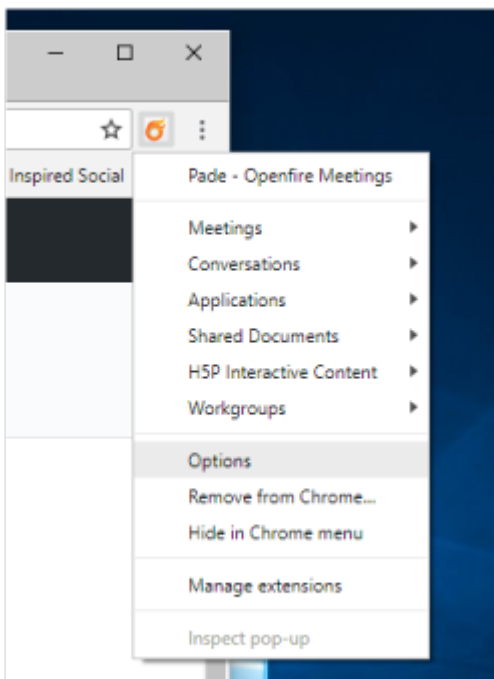 Inspired Social
Pade - Openfire Meetings
Meetings
Conversations
Applications
Shared Documents
H5P Interactive Content
Workgroups
Options
Remove from Chrome...
Hide in Chrome menu
Manage extensions
Inspect pop-up